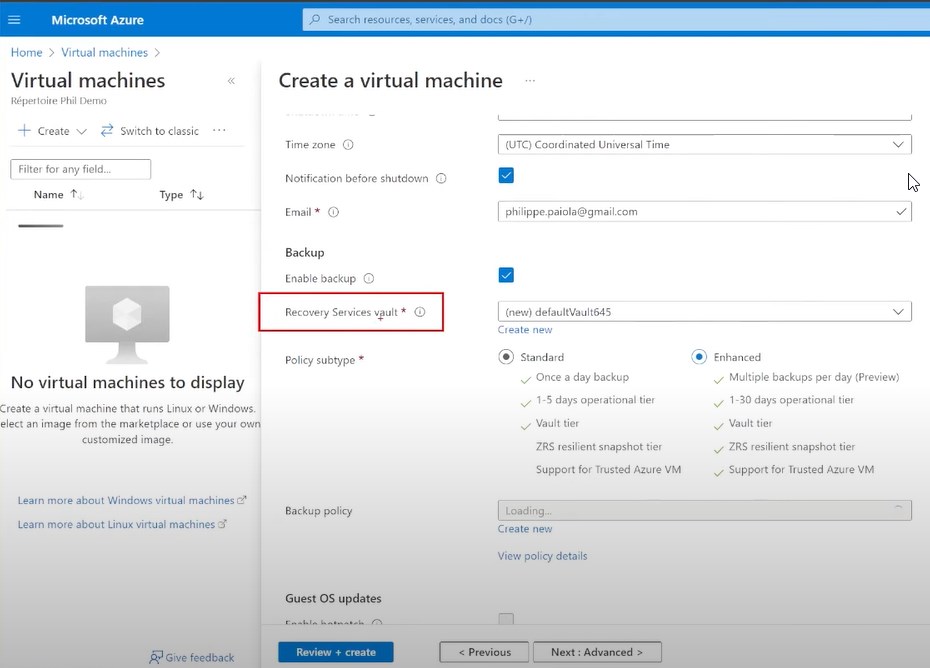 Microsoft Azure
Search resources, services, and docs (G+/)
Home > Virtual machines >
Virtual machines
«
Répertoire Phil Demo
+ Create
Switch to classic
...
Filter for any field...
Name ↑↓
Type ↑↓
No virtual machines to display
Create a virtual machine that runs Linux or Windows.
elect an image from the marketplace or use your own
customized image.
Learn more about Windows virtual machines
Learn more about Linux virtual machines
Give feedback
Create a virtual machine
...
Time zone
(UTC) Coordinated Universal Time
Notification before shutdown
Email *
philippe.paiola@gmail.com
Backup
Enable backup
Recovery Services vault *
(new) defaultVault645
Create new
Policy subtype *
Standard
Once a day backup
1-5 days operational tier
Vault tier
ZRS resilient snapshot tier
Support for Trusted Azure VM
Enhanced
Multiple backups per day (Preview)
1-30 days operational tier
Vault tier
ZRS resilient snapshot tier
Support for Trusted Azure VM
Backup policy
Loading...
Create new
View policy details
Guest OS updates
Enable hotpatch
Review + create
< Previous
Next : Advanced >